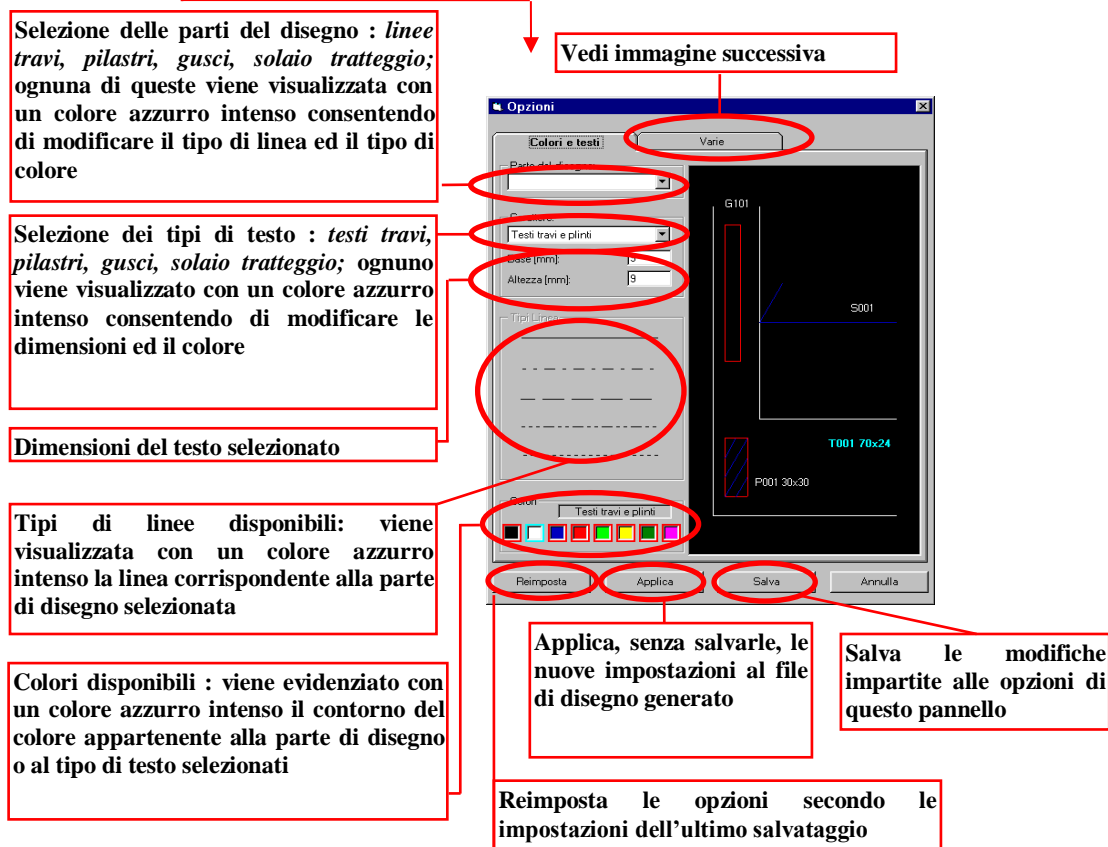 Selezione delle parti del disegno : linee
travi, pilastri, gusci, solaio tratteggio;
ognuna di queste viene visualizzata con
un colore azzurro intenso consentendo
di modificare il tipo di linea ed il tipo di
colore
Vedi immagine successiva
Selezione dei tipi di testo : testi travi,
pilastri, gusci, solaio tratteggio; ognuno
viene visualizzato con un colore azzurro
intenso consentendo di modificare le
dimensioni ed il colore
Dimensioni del testo selezionato
Tipi di linee disponibili: viene
visualizzata con un colore azzurro
intenso la linea corrispondente alla parte
di disegno selezionata
Colori disponibili : viene evidenziato con
un colore azzurro intenso il contorno del
colore appartenente alla parte di disegno
o al tipo di testo selezionati
Opzioni
Colori e testi
Varie
Parte del disegno:
Testi travi e plinti
Base [mm]:
Altezza [mm]:
9
Tipi Linea
Colori
Testi travi e plinti
G101
S001
T001 70x24
P001 30x30
Reimposta
Applica
Salva
Annulla
Applica, senza salvarle, le
nuove impostazioni al file
di disegno generato
Salva le modifiche
impartite alle opzioni di
questo pannello
Reimposta le opzioni secondo le
impostazioni dell'ultimo salvataggio